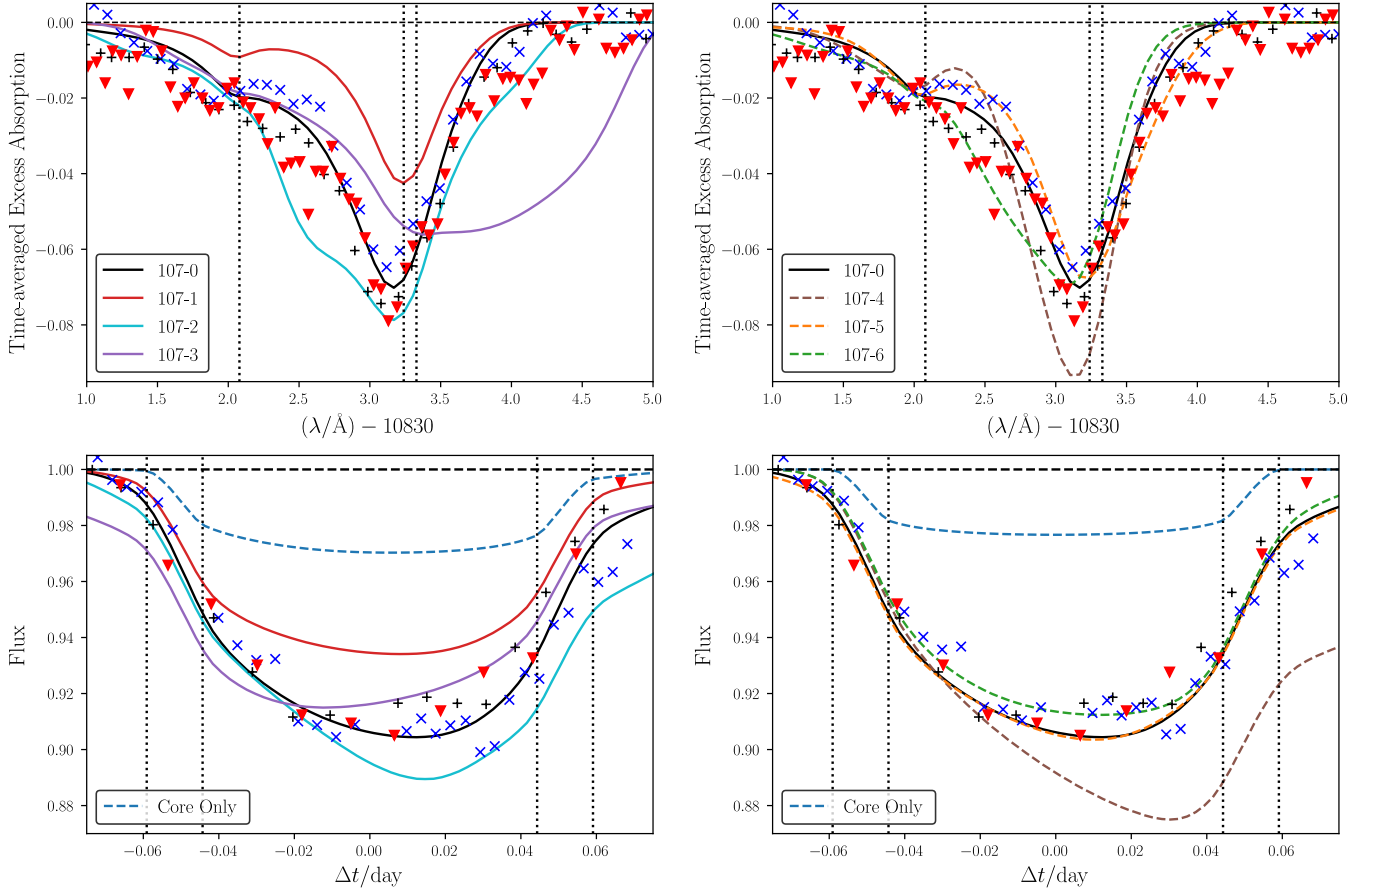 0.00
−0.02
−0.04
−0.06
−0.08
Time-averaged Excess Absorption
107-0
107-1
107-2
107-3
1.0 1.5 2.0 2.5 3.0 3.5 4.0 4.5 5.0
(λ/Å) − 10830
0.00
−0.02
−0.04
−0.06
−0.08
Time-averaged Excess Absorption
107-0
107-4
107-5
107-6
1.0 1.5 2.0 2.5 3.0 3.5 4.0 4.5 5.0
(λ/Å) − 10830
1.00
0.98
0.96
0.94
0.92
0.90
0.88
Flux
Core Only
−0.06 −0.04 −0.02 0.00 0.02 0.04 0.06
Δt/day
1.00
0.98
0.96
0.94
0.92
0.90
0.88
Flux
Core Only
−0.06 −0.04 −0.02 0.00 0.02 0.04 0.06
Δt/day